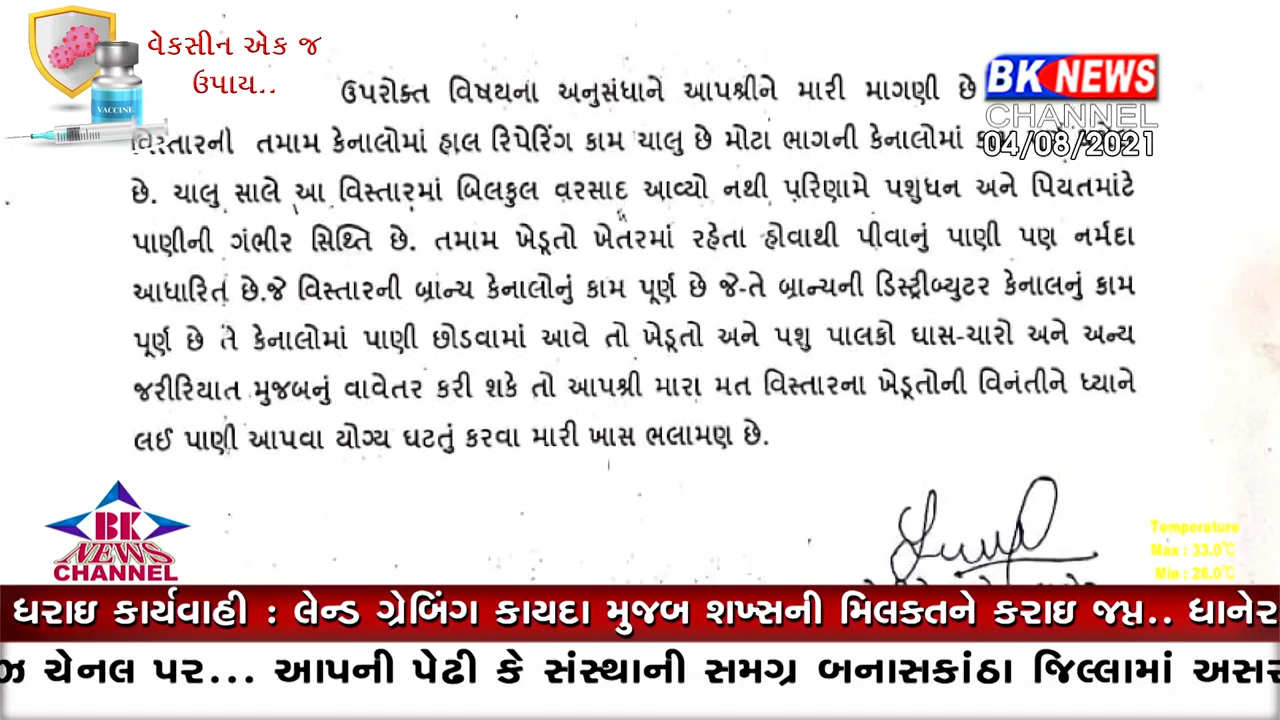 વેકસીન એક જ
ઉપાય..
VACCINE
BK NEWS
CHANNEL
04/08/2021
ઉપરોક્ત વિષયના અનુસંધાને આપશ્રીને મારી માગણી છે
વિસ્તારની તમામ કેનાલોમાં હાલ રિપેરિંગ કામ ચાલુ છે મોટા ભાગની કેનાલોમાં
છે. ચાલુ સાલે આ વિસ્તારમાં બિલકુલ વરસાદ આવ્યો નથી પરિણામે પશુધન અને પિયતમાંટે
પાણીની ગંભીર સિથ્તિ છે. તમામ ખેડૂતો ખેતરમાં રહેતા હોવાથી પીવાનું પાણી પણ નર્મદા
આધારિત છે.જે વિસ્તારની બ્રાંન્ચ કેનાલોનું કામ પૂર્ણ છે જે-તે બ્રાન્ચની ડિસ્ટ્રીબ્યુટર કેનાલનું કામ
પૂર્ણ છે તે કેનાલોમાં પાણી છોડવામાં આવે તો ખેડૂતો અને પશુ પાલકો ઘાસ-ચારો અને અન્ય
જરીરિયાત મુજબનું વાવેતર કરી શકે તો આપશ્રી મારા મત વિસ્તારના ખેડૂતોની વિનંતીને ધ્યાને
લઈ પાણી આપવા યોગ્ય ઘટતું કરવા મારી ખાસ ભલામણ છે.
BK
NEWS
CHANNEL
Temperature
Max : 33.0°C
Min : 26.0°C
ધરાઇ કાર્યવાહી : લેન્ડ ગ્રેબિંગ કાયદા મુજબ શખ્સની મિલકતને કરાઇ જપ્ત.. ધાનેર
ઝ ચેનલ પર... આપની પેઢી કે સંસ્થાની સમગ્ર બનાસકાંઠા જિલ્લામાં અસર